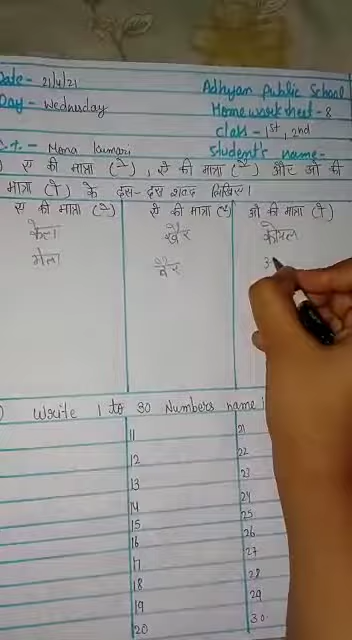 Date- 21/4/21 Adhyan Public School
Day- Wednesday Home worksheet-8
class- 1st, 2nd
C.t.- Mona Kumari Student's name-
ए की मात्रा (े), ऐ की मात्रा (ै) और ओ की
मात्रा (ो) के दस-दस शब्द लिखिए।
ए की मात्रा (े) ऐ की मात्रा (ै) ओ की मात्रा (ो)
केला खैर कोयल
मेला बैर
Write 1 to 30 Numbers name
11 21
12 22
13 23
14 24
15 25
16 26
17 27
18 28
19 29
20 30